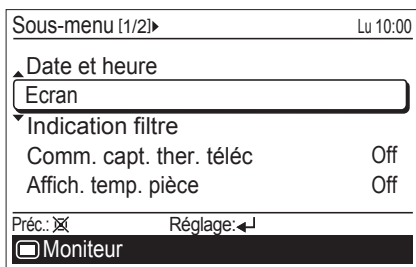 Sous-menu [1/2]▸ Lu 10:00
Date et heure
Ecran
Indication filtre
Comm. capt. ther. téléc Off
Affich. temp. pièce Off
Préc.: Réglage:
Moniteur